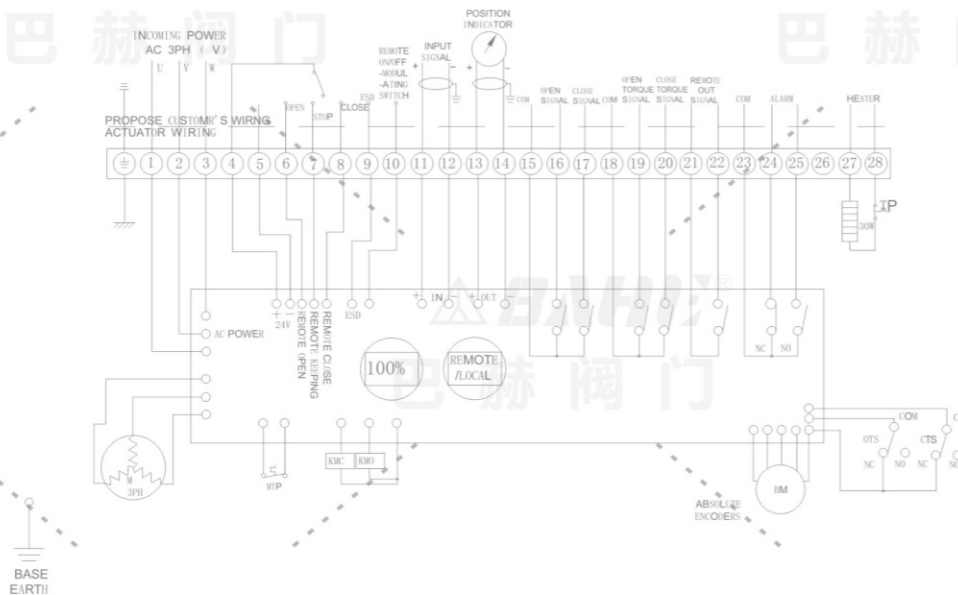 巴赫阀门
巴赫阀门
INCOMING POWER
AC 3PH ( V)
U V W
POSITION
INDICATOR
+ -
REMOTE
ON/OFF
-MODUL
-ATING
SWITCH
INPUT
SIGNAL
+ -
ESD
OPEN
STOP
CLOSE
COM
OPEN
SIGNAL
CLOSE
SIGNAL
COM
OPEN
TORQUE
SIGNAL
CLOSE
TORQUE
SIGNAL
REMOTE
OUT
SIGNAL
COM
ALARM
HEATER
PROPOSE CUSTOMR'S WIRNG
ACTUATOR WIRING
1 2 3 4 5 6 7 8 9 10 11 12 13 14 15 16 17 18 19 20 21 22 23 24 25 26 27 28
TP
30W
+ -
24V
REMOTE OPEN
REMOTE KEEPING
REMOTE CLOSE
ESD
+ IN -
+ OUT -
BAHE®
AC POWER
100%
REMOTE
/LOCAL
NC NO
巴赫阀门
M
3PH
MTP
KMC KMO
ABSOLUTE
ENCODERS
BM
COM
OTS
NC NO
CTS
NC NO
BASE
EARTH